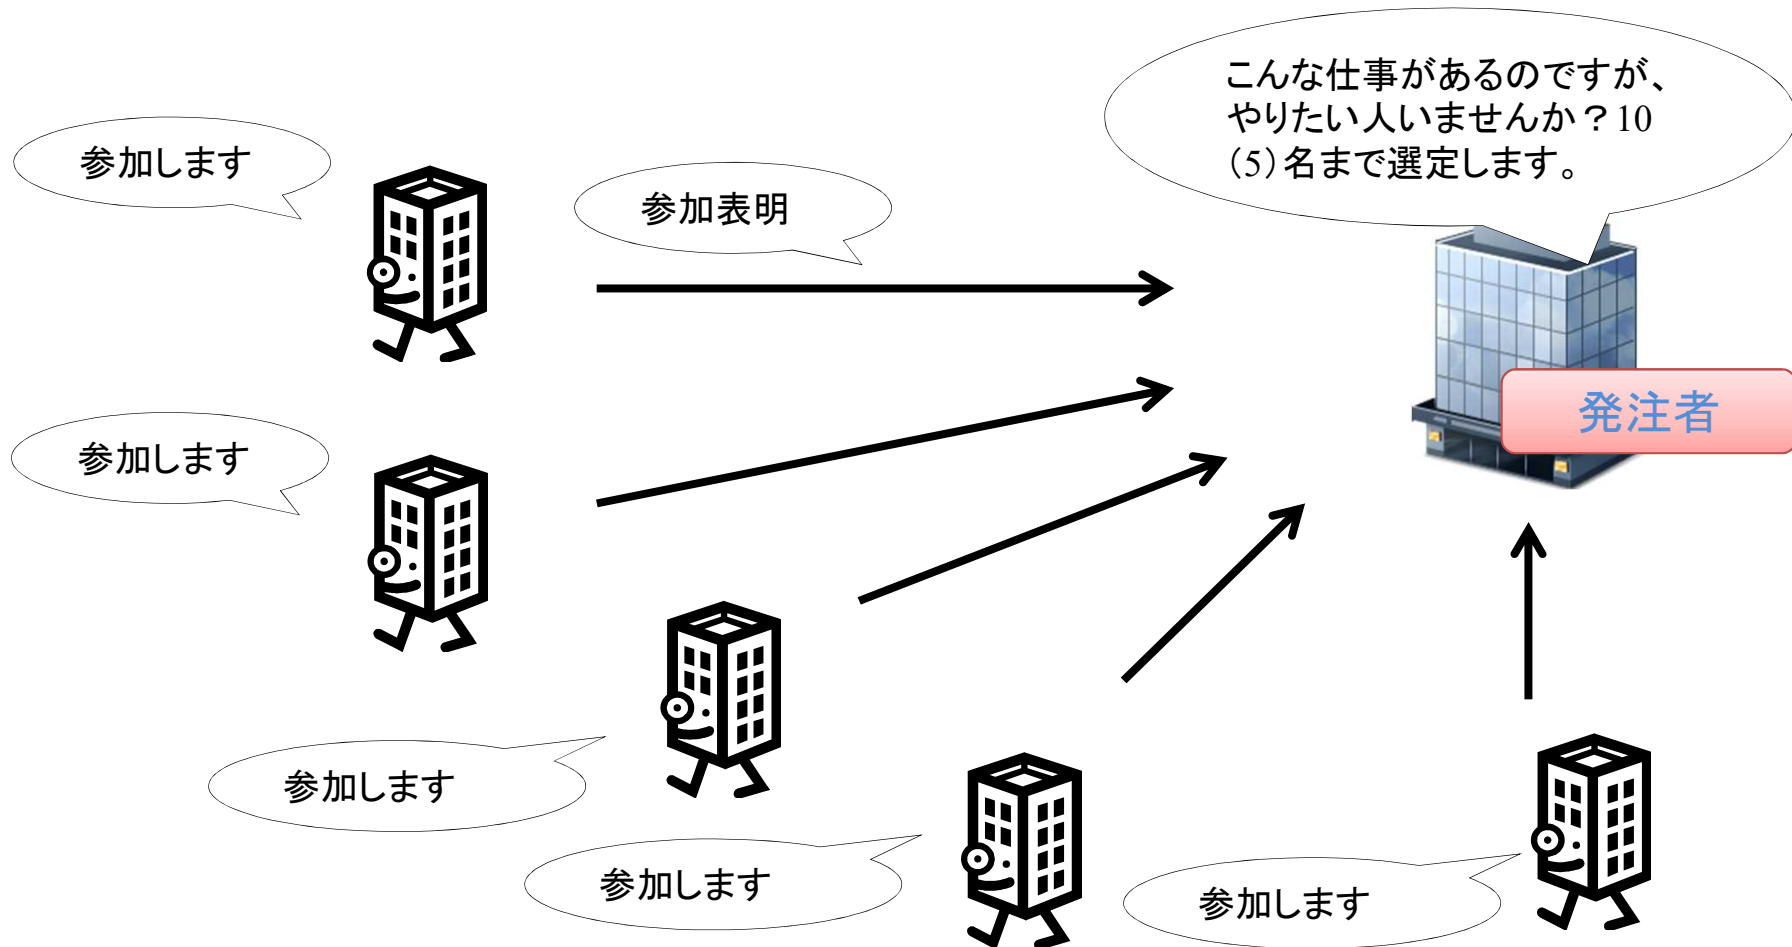 こんな仕事があるのですが、
やりたい人いませんか？10
（5）名まで選定します。
参加します
参加表明
発注者
参加します
参加します
参加します
参加します